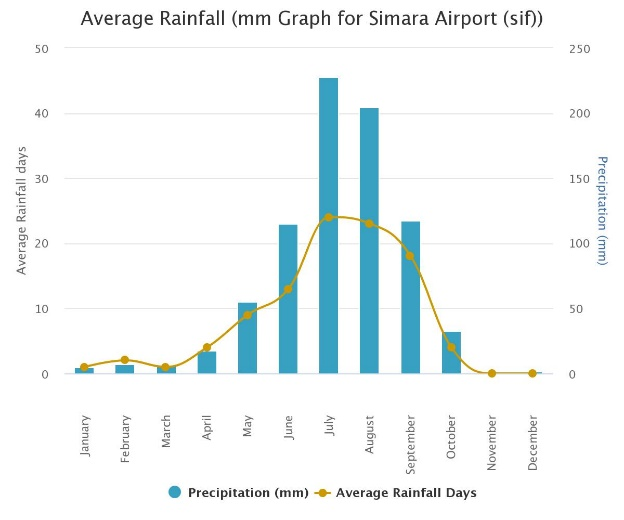 Average Rainfall (mm Graph for Simara Airport (sif))
Average Rainfall days
50
40
30
20
10
0
250
200
150
100
50
0
Precipitation (mm)
January
February
March
April
May
June
July
August
September
October
November
December
Precipitation (mm) Average Rainfall Days